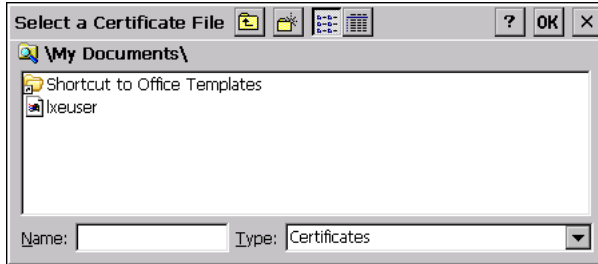 Select a Certificate File ? OK ×
\My Documents\
Shortcut to Office Templates
lxeuser
Name: Type: Certificates